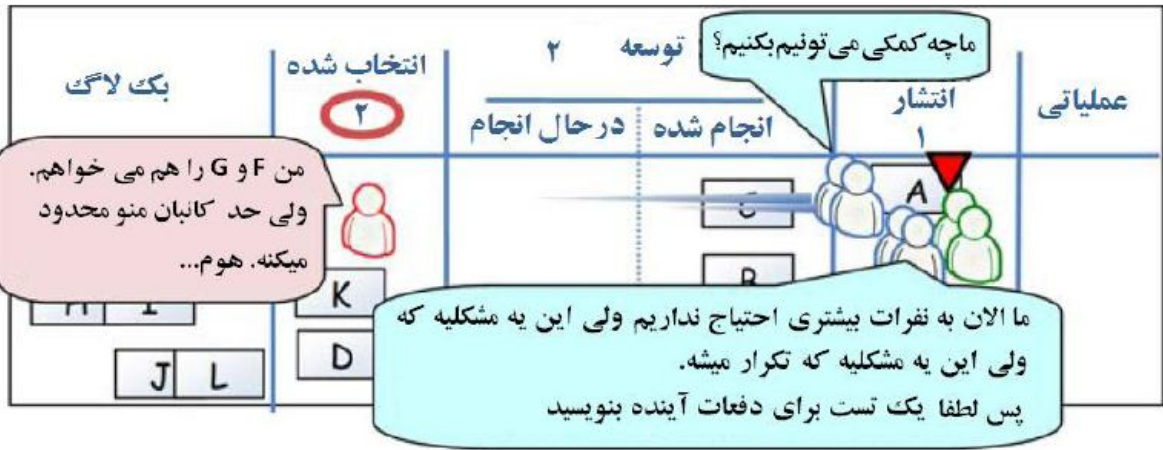 بک لاگ
انتخاب شده
۲
توسعه ۲
در حال انجام
انجام شده
انتشار
۱
عملیاتی
ماچه کمکی می تونیم بکنیم؟
من F و G را هم می خواهم.
ولی حد کانبان منو محدود
میکنه. هوم...
A
K
D
J L
ما الان به نفرات بیشتری احتیاج نداریم ولی این یه مشکلیه که
ولی این یه مشکلیه که تکرار میشه.
پس لطفا یک تست برای دفعات آینده بنویسید